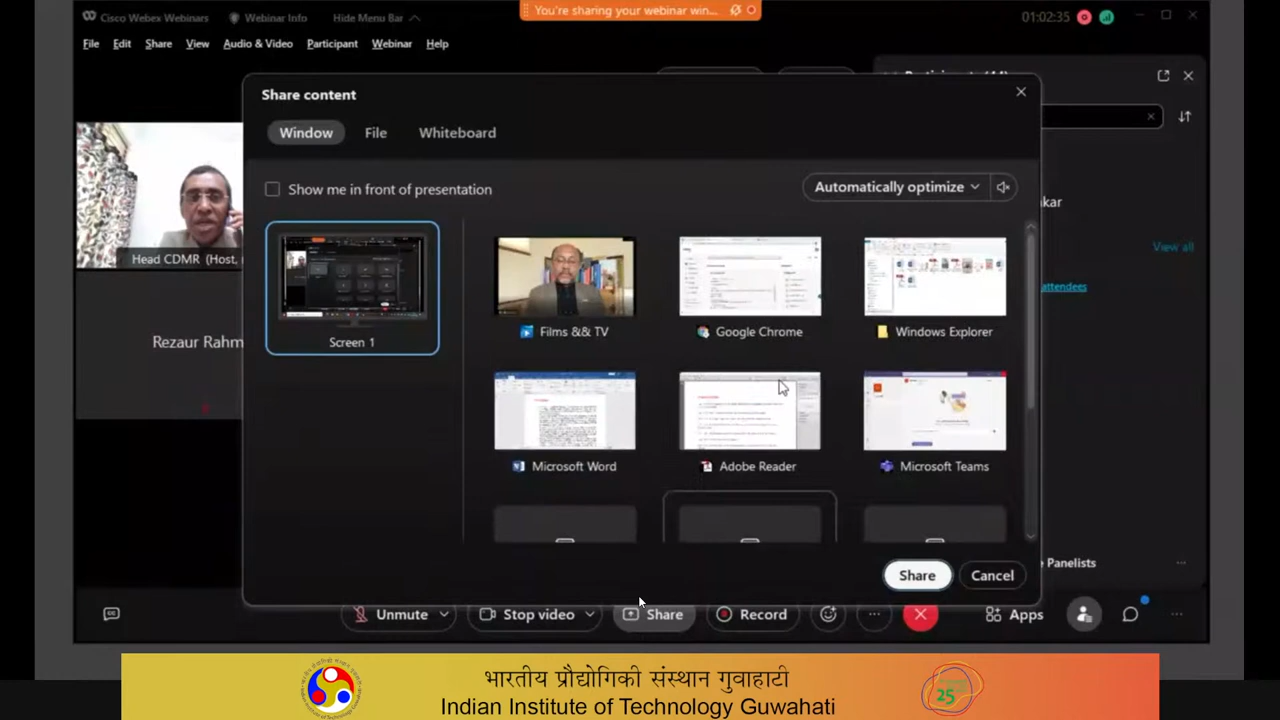 Cisco Webex Webinars
Webinar Info
Hide Menu Bar
You're sharing your webinar win...
01:02:35
File
Edit
Share
View
Audio & Video
Participant
Webinar
Help
Share content
Window
File
Whiteboard
Show me in front of presentation
Automatically optimize
Screen 1
Films && TV
Google Chrome
Windows Explorer
Microsoft Word
Adobe Reader
Microsoft Teams
Share
Cancel
Head CDMR (Host,
Rezaur Rahm
kar
View all
attendees
Panelists
Unmute
Stop video
Share
Record
Apps
भारतीय प्रौद्योगिकी संस्थान गुवाहाटी
Indian Institute of Technology Guwahati
25